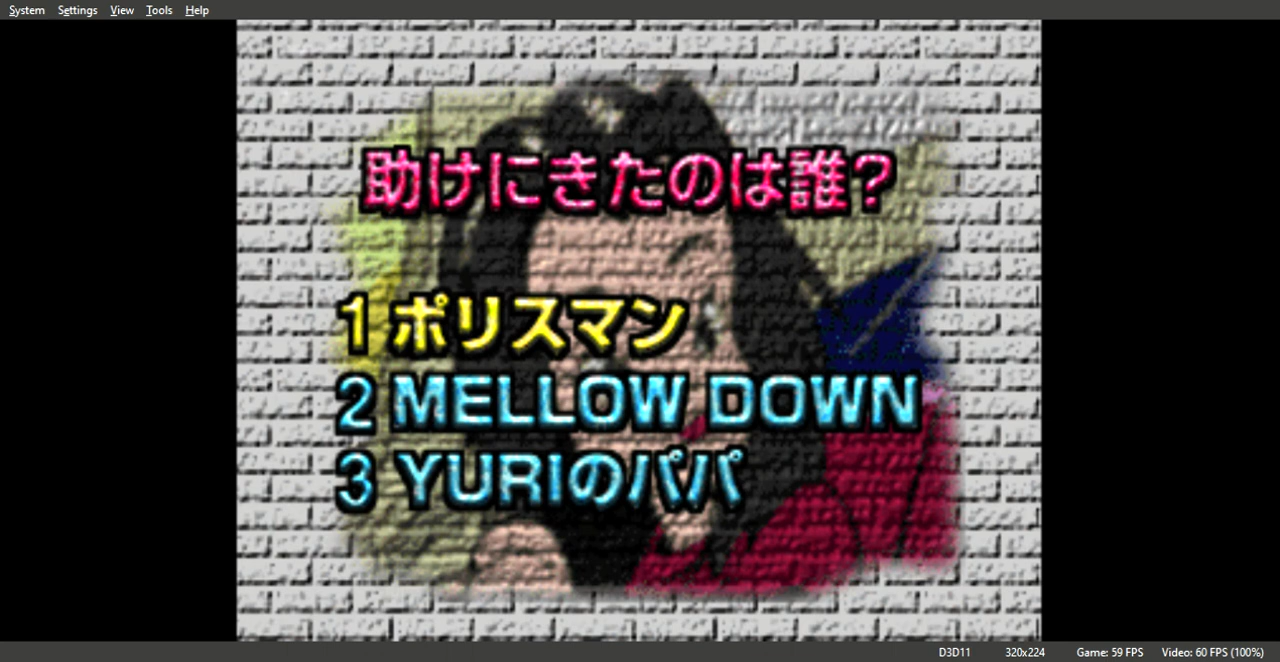 System Settings View Tools Help
助けにきたのは誰?
1 ポリスマン
2 MELLOW DOWN
3 YURIのパパ
D3D11 320x224 Game: 59 FPS Video: 60 FPS (100%)